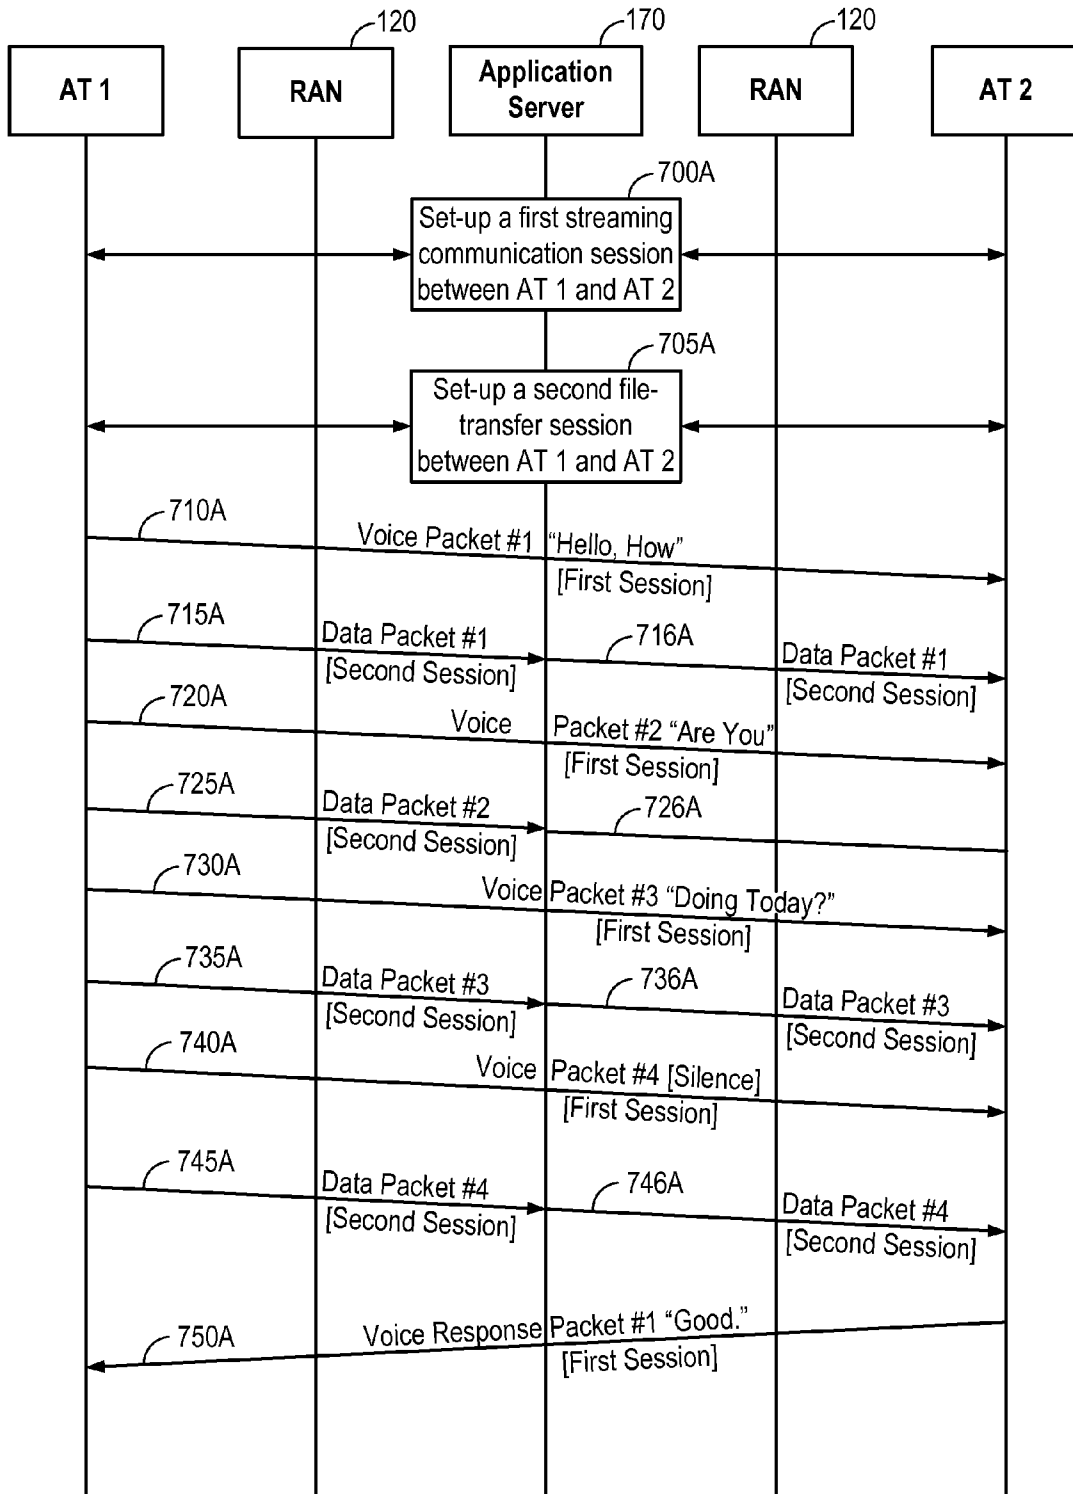 120
170
120
AT 1
RAN
Application
Server
RAN
AT 2
700A
Set-up a first streaming
communication session
between AT 1 and AT 2
705A
Set-up a second file-
transfer session
between AT 1 and AT 2
710A
Voice Packet #1 “Hello, How”
[First Session]
715A
Data Packet #1
[Second Session]
716A
Data Packet #1
[Second Session]
720A
Voice Packet #2 “Are You”
[First Session]
725A
Data Packet #2
[Second Session]
726A
730A
Voice Packet #3 “Doing Today?”
[First Session]
735A
Data Packet #3
[Second Session]
736A
Data Packet #3
[Second Session]
740A
Voice Packet #4 [Silence]
[First Session]
745A
Data Packet #4
[Second Session]
746A
Data Packet #4
[Second Session]
750A
Voice Response Packet #1 “Good.”
[First Session]